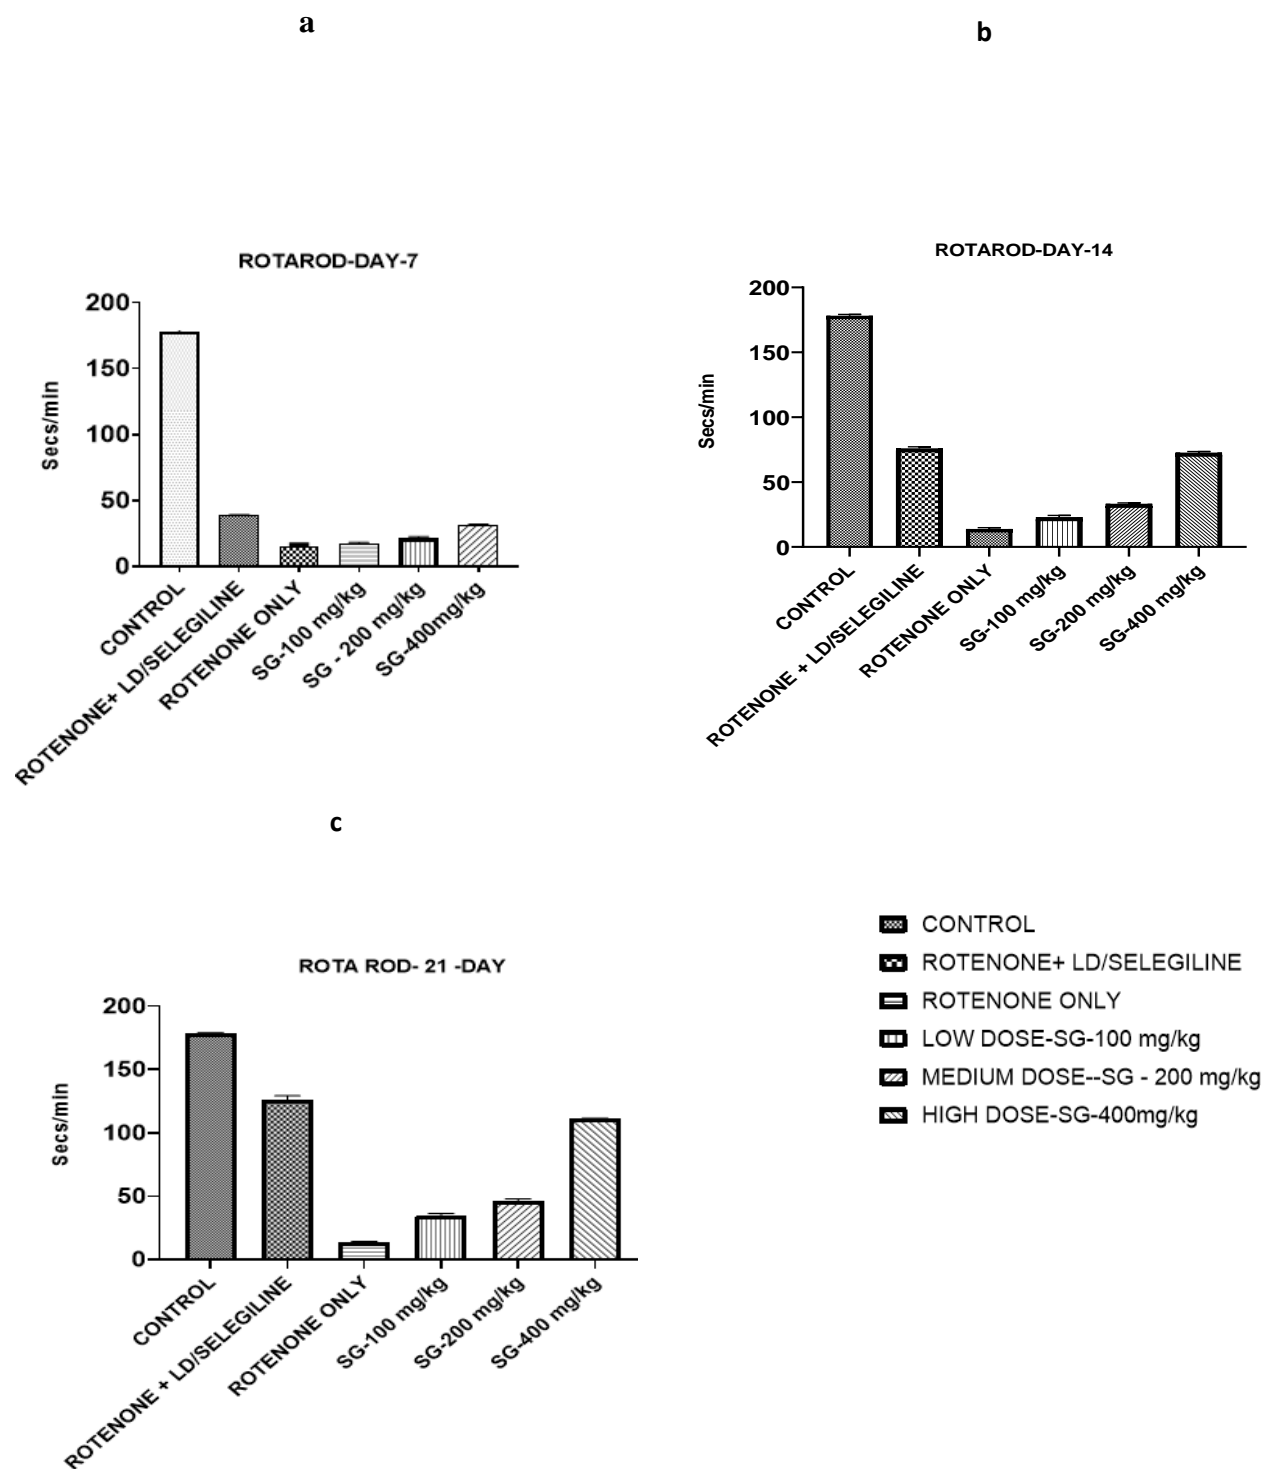 a
ROTAROD-DAY-7
Secs/min
200
150
100
50
0
CONTROL
ROTENONE+ LD/SELEGILINE
ROTENONE ONLY
SG-100 mg/kg
SG - 200 mg/kg
SG-400mg/kg
b
ROTAROD-DAY-14
Secs/min
200
150
100
50
0
CONTROL
ROTENONE + LD/SELEGILINE
ROTENONE ONLY
SG-100 mg/kg
SG-200 mg/kg
SG-400 mg/kg
c
ROTA ROD- 21 -DAY
Secs/min
200
150
100
50
0
CONTROL
ROTENONE + LD/SELEGILINE
ROTENONE ONLY
SG-100 mg/kg
SG-200 mg/kg
SG-400 mg/kg
CONTROL
ROTENONE+ LD/SELEGILINE
ROTENONE ONLY
LOW DOSE-SG-100 mg/kg
MEDIUM DOSE--SG - 200 mg/kg
HIGH DOSE-SG-400mg/kg